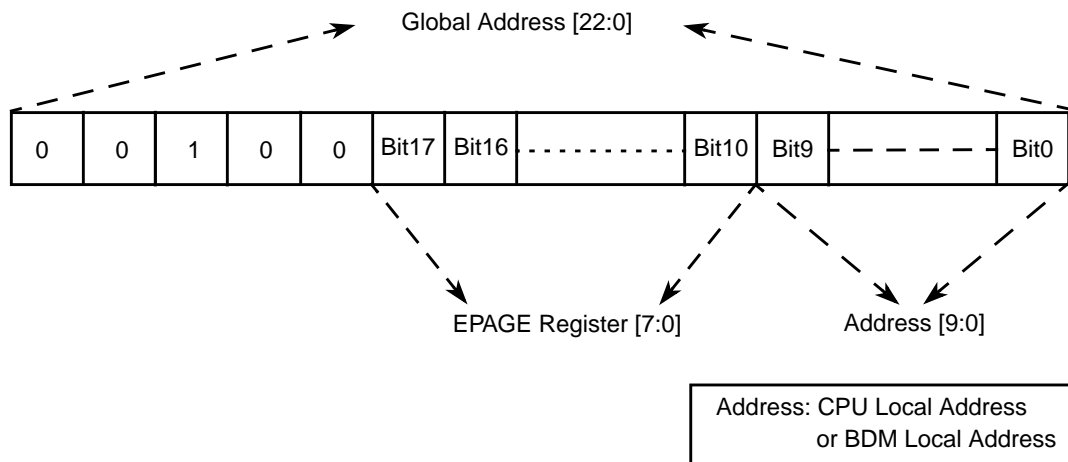 Global Address [22:0]
0 0 1 0 0 Bit17 Bit16 Bit10 Bit9 Bit0
EPAGE Register [7:0] Address [9:0]
Address: CPU Local Address
or BDM Local Address